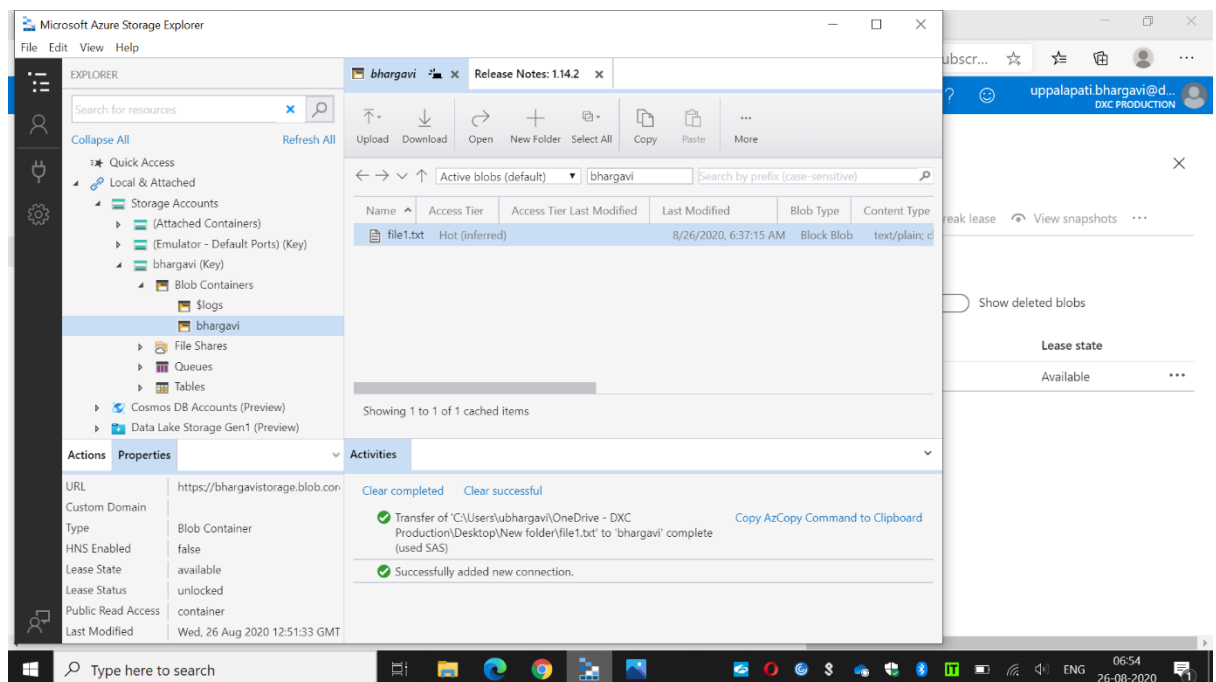 Microsoft Azure Storage Explorer
File Edit View Help
EXPLORER
Search for resources
Collapse All Refresh All
Quick Access
Local & Attached
Storage Accounts
(Attached Containers)
(Emulator - Default Ports) (Key)
bhargavi (Key)
Blob Containers
$logs
bhargavi
File Shares
Queues
Tables
Cosmos DB Accounts (Preview)
Data Lake Storage Gen1 (Preview)
Actions Properties
URL https://bhargavistorage.blob.cor
Custom Domain
Type Blob Container
HNS Enabled false
Lease State available
Lease Status unlocked
Public Read Access container
Last Modified Wed, 26 Aug 2020 12:51:33 GMT
bhargavi Release Notes: 1.14.2
Upload Download Open New Folder Select All Copy Paste More
Active blobs (default) bhargavi Search by prefix (case-sensitive)
Name Access Tier Access Tier Last Modified Last Modified Blob Type Content Type
file1.txt Hot (inferred) 8/26/2020, 6:37:15 AM Block Blob text/plain; c
Showing 1 to 1 of 1 cached items
Activities
Clear completed Clear successful
Transfer of 'C:\Users\ubhargavi\OneDrive - DXC Copy AzCopy Command to Clipboard
Production\Desktop\New folder\file1.txt' to 'bhargavi' complete
(used SAS)
Successfully added new connection.
ubscr...
uppalapati.bhargavi@d...
DXC PRODUCTION
reak lease View snapshots
Show deleted blobs
Lease state
Available
Type here to search
ENG 06:54
26-08-2020